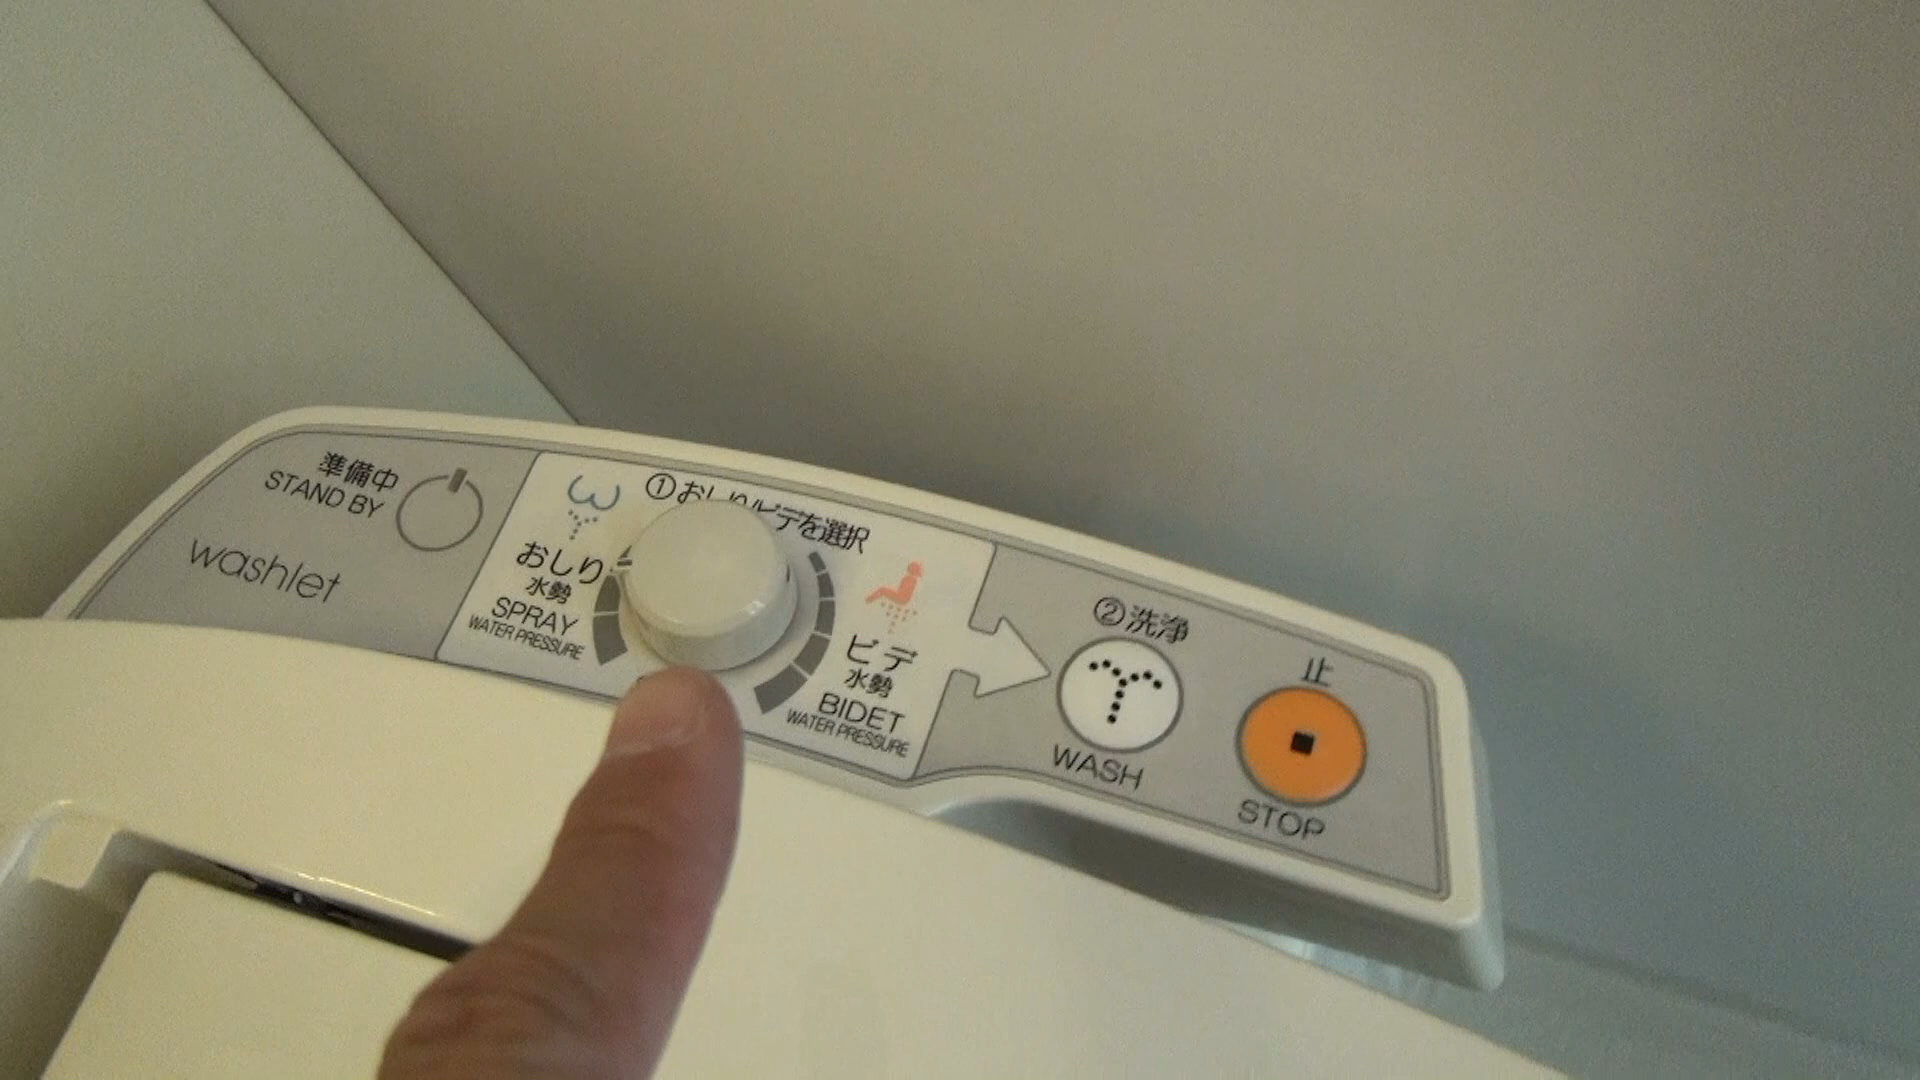 準備中
STAND BY
washlet
①おしりビデを選択
おしり
水勢
SPRAY
WATER PRESSURE
ビデ
水勢
BIDET
WATER PRESSURE
②洗浄
WASH
止
STOP